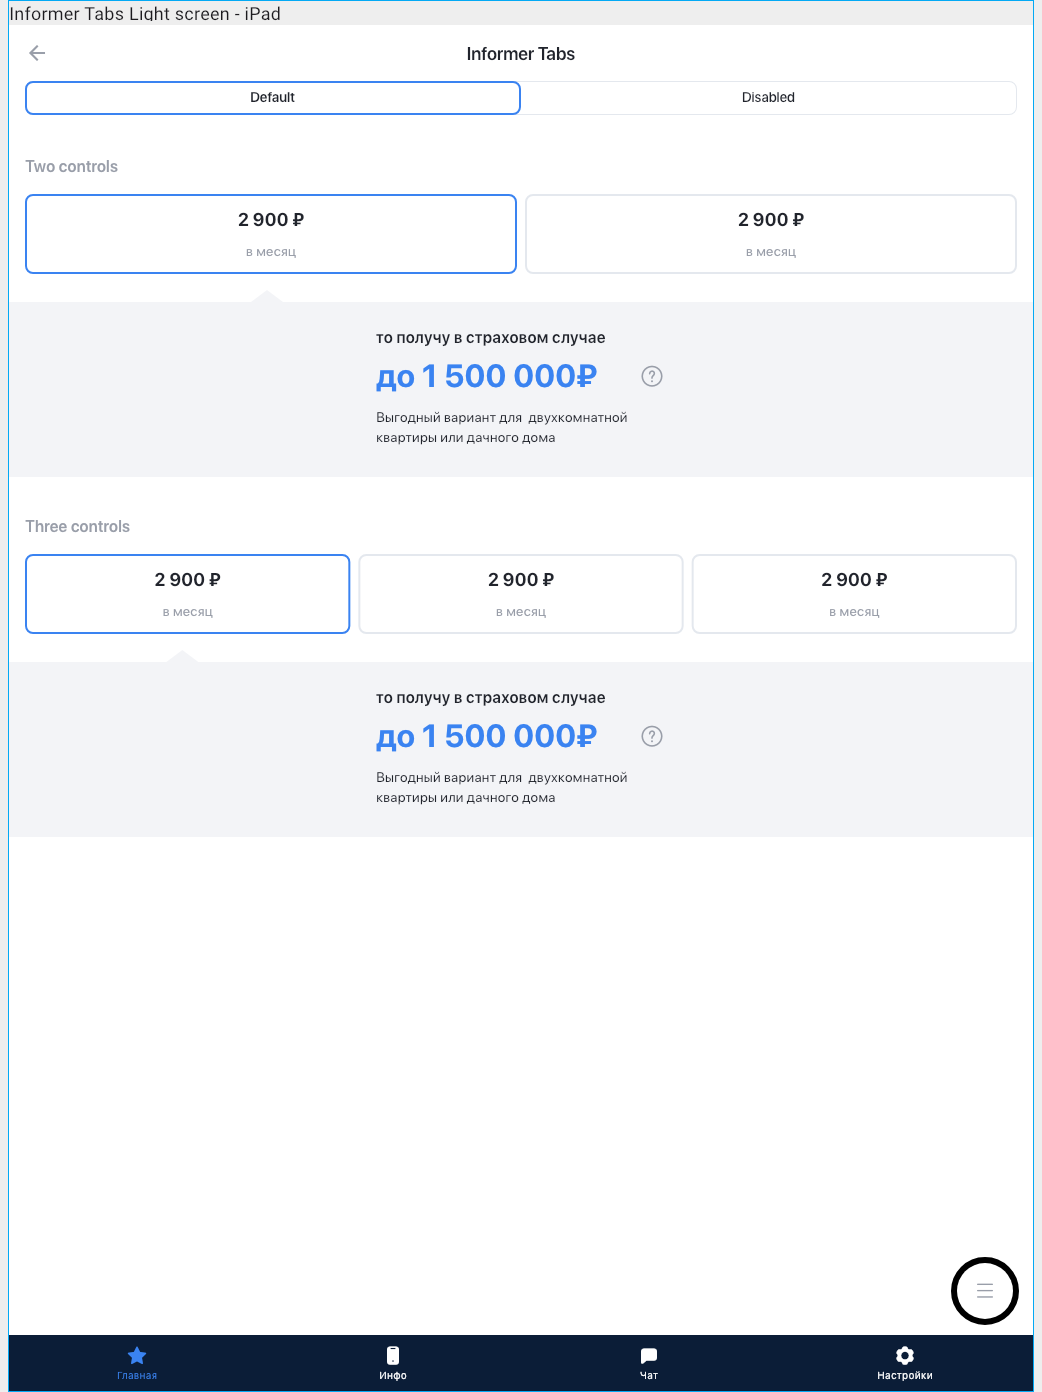 Informer Tabs Light screen - iPad
Informer Tabs
Default
Disabled
Two controls
2 900 ₽
в месяц
2 900 ₽
в месяц
то получу в страховом случае
до 1 500 000₽
Выгодный вариант для  двухкомнатной
квартиры или дачного дома
Three controls
2 900 ₽
в месяц
2 900 ₽
в месяц
2 900 ₽
в месяц
то получу в страховом случае
до 1 500 000₽
Выгодный вариант для  двухкомнатной
квартиры или дачного дома
Главная
Инфо
Чат
Настройки